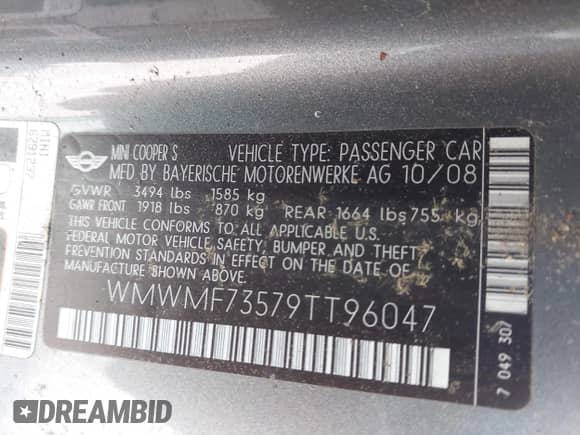 MINI COOPER S VEHICLE TYPE: PASSENGER CAR
MFD BY BAYERISCHE MOTORENWERKE AG 10/08
GVWR 3494 lbs 1585 kg
GAWR FRONT 1918 lbs 870 kg REAR 1664 lbs 755 kg
THIS VEHICLE CONFORMS TO ALL APPLICABLE U.S.
FEDERAL MOTOR VEHICLE SAFETY, BUMPER AND THEFT
PREVENTION STANDARDS IN EFFECT ON THE DATE OF
MANUFACTURE SHOWN ABOVE.
WMWMF73579TT96047
7 049 307
MINI
DREAMBID